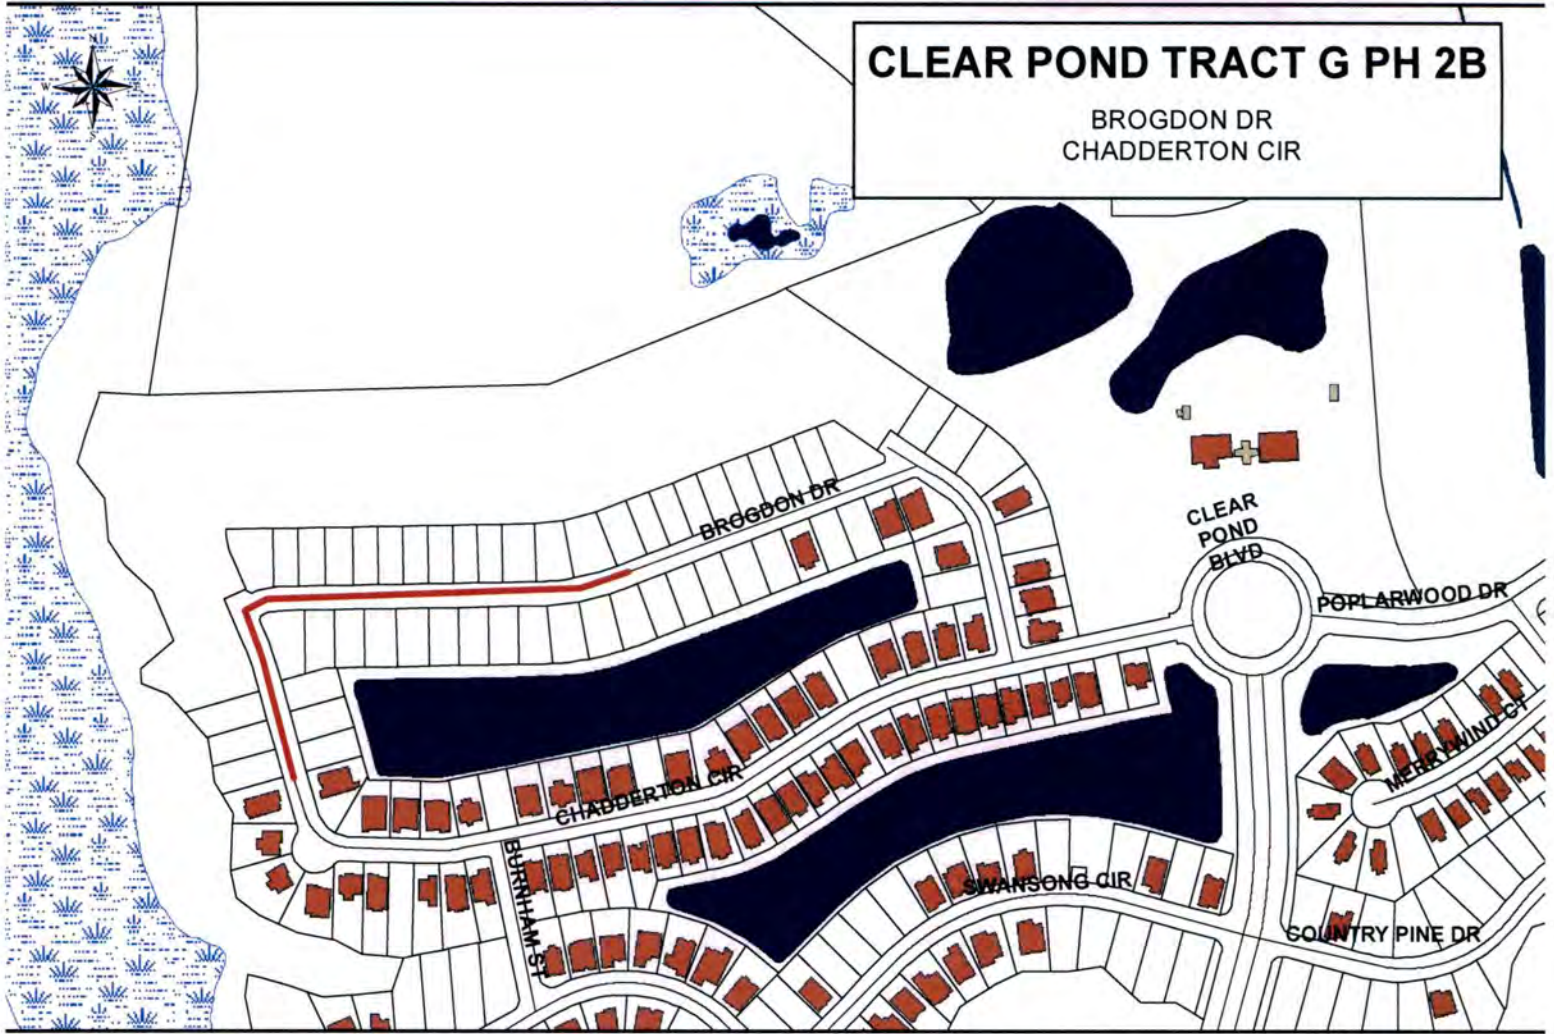 CLEAR POND TRACT G PH 2B
BROGDON DR
CHADDERTON CIR
N
W
E
S
BROGDON DR
CLEAR
POND
BLVD
POPLARWOOD DR
MERRYWIND CT
CHADDERTON CIR
BURNHAM ST
SWANSONG CIR
COUNTRY PINE DR